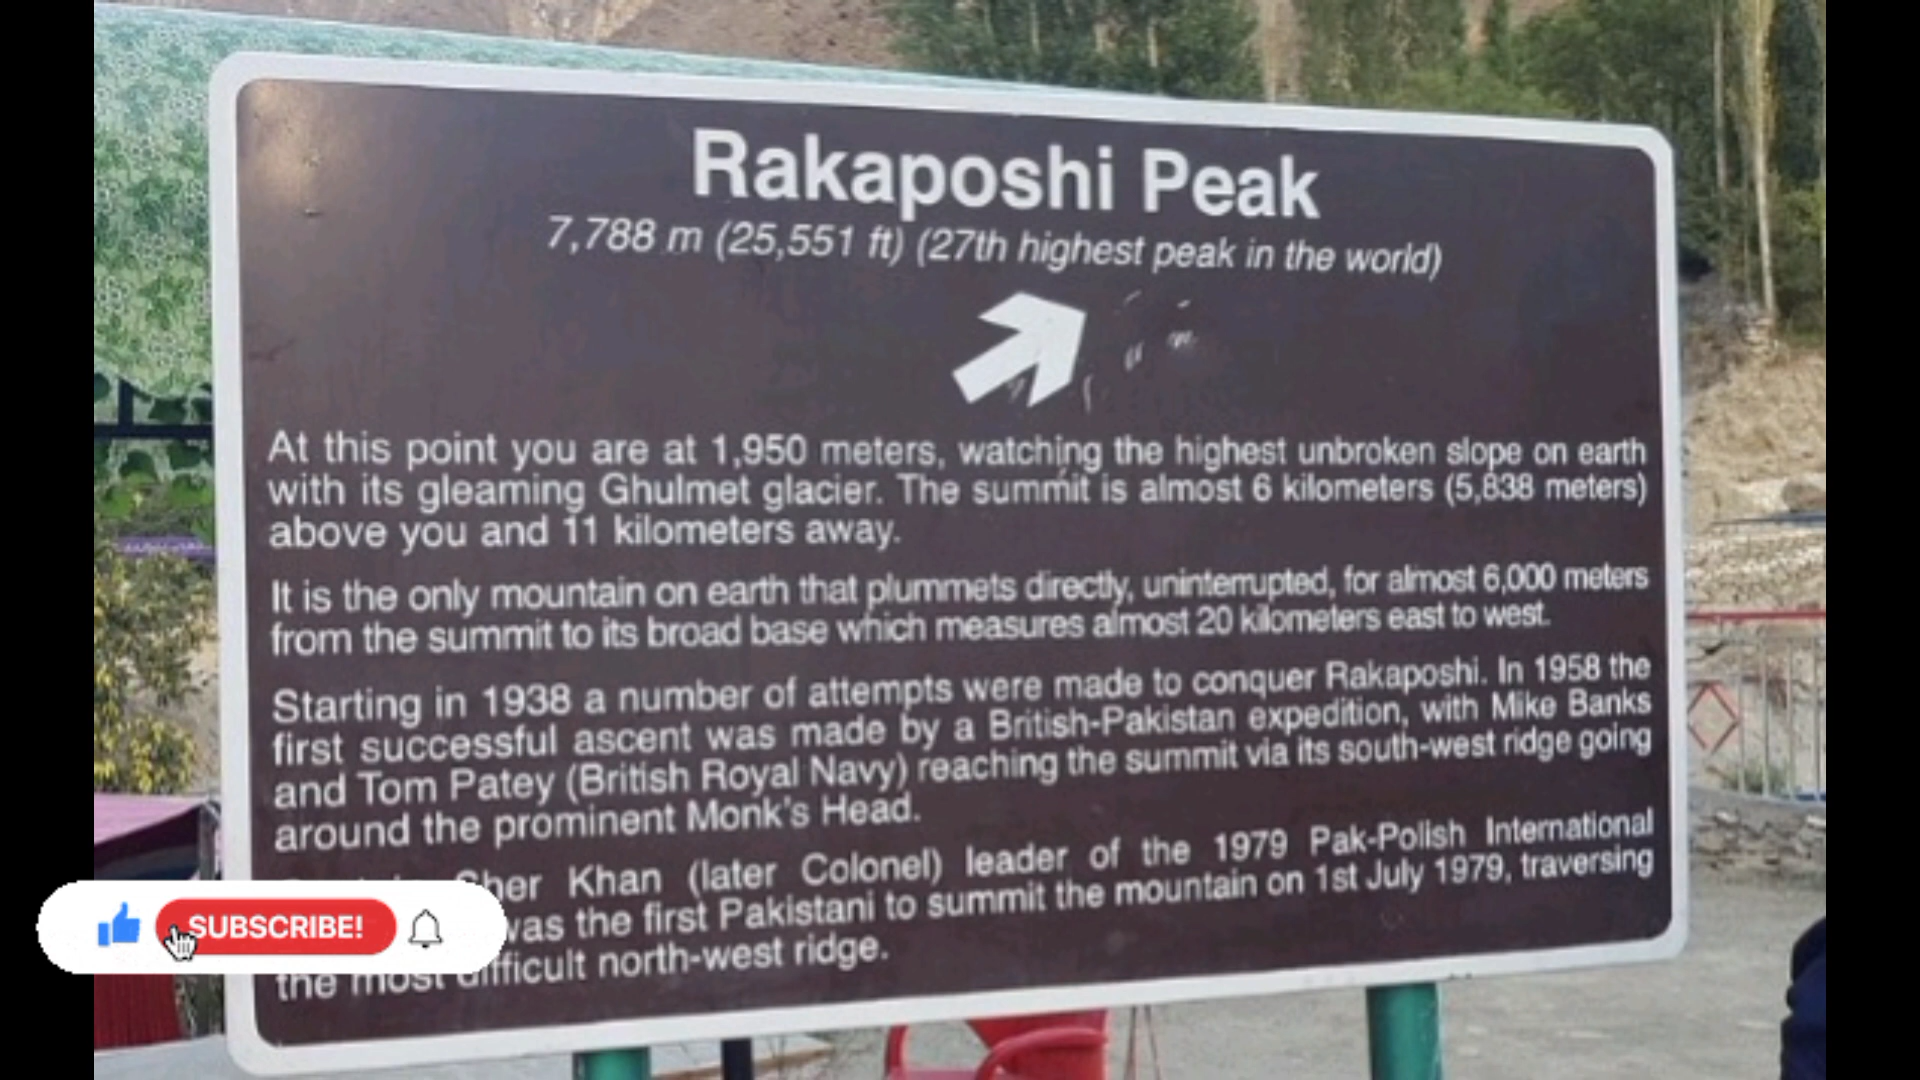 Rakaposhi Peak
7,788 m (25,551 ft) (27th highest peak in the world)
At this point you are at 1,950 meters, watching the highest unbroken slope on earth
with its gleaming Ghulmet glacier. The summit is almost 6 kilometers (5,838 meters)
above you and 11 kilometers away.
It is the only mountain on earth that plummets directly, uninterrupted, for almost 6,000 meters
from the summit to its broad base which measures almost 20 kilometers east to west.
Starting in 1938 a number of attempts were made to conquer Rakaposhi. In 1958 the
first successful ascent was made by a British-Pakistan expedition, with Mike Banks
and Tom Patey (British Royal Navy) reaching the summit via its south-west ridge going
around the prominent Monk's Head.
Sher Khan (later Colonel) leader of the 1979 Pak-Polish International
was the first Pakistani to summit the mountain on 1st July 1979, traversing
the most difficult north-west ridge.
SUBSCRIBE!